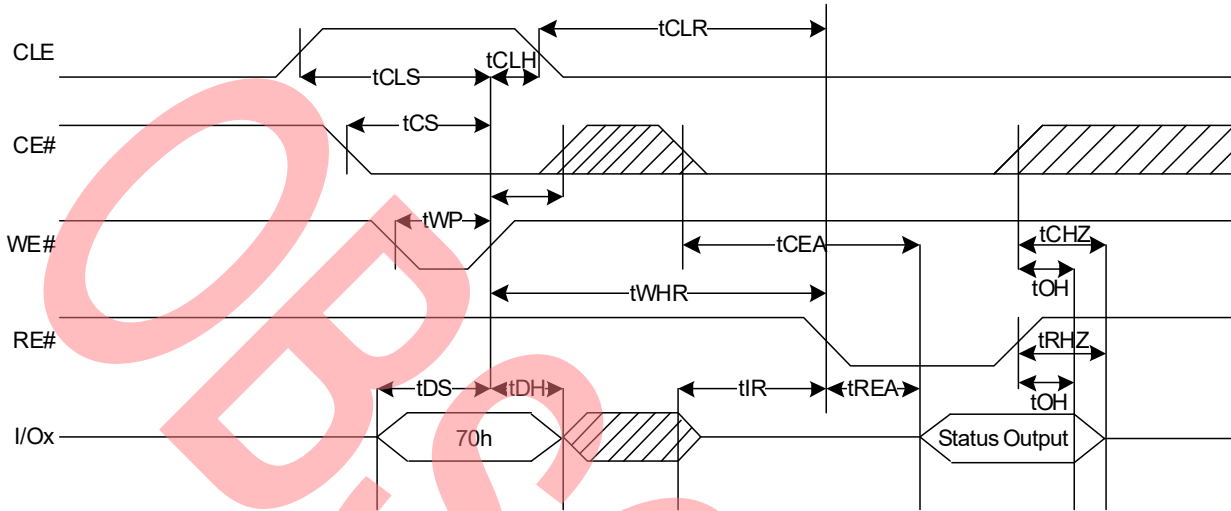 CLE
tCLR
tCLH
tCLS
CE#
tCS
WE#
tWP
tCEA
tCHZ
tOH
tWHR
RE#
tRHZ
tOH
tDS
tDH
tIR
tREA
I/Ox
70h
Status Output